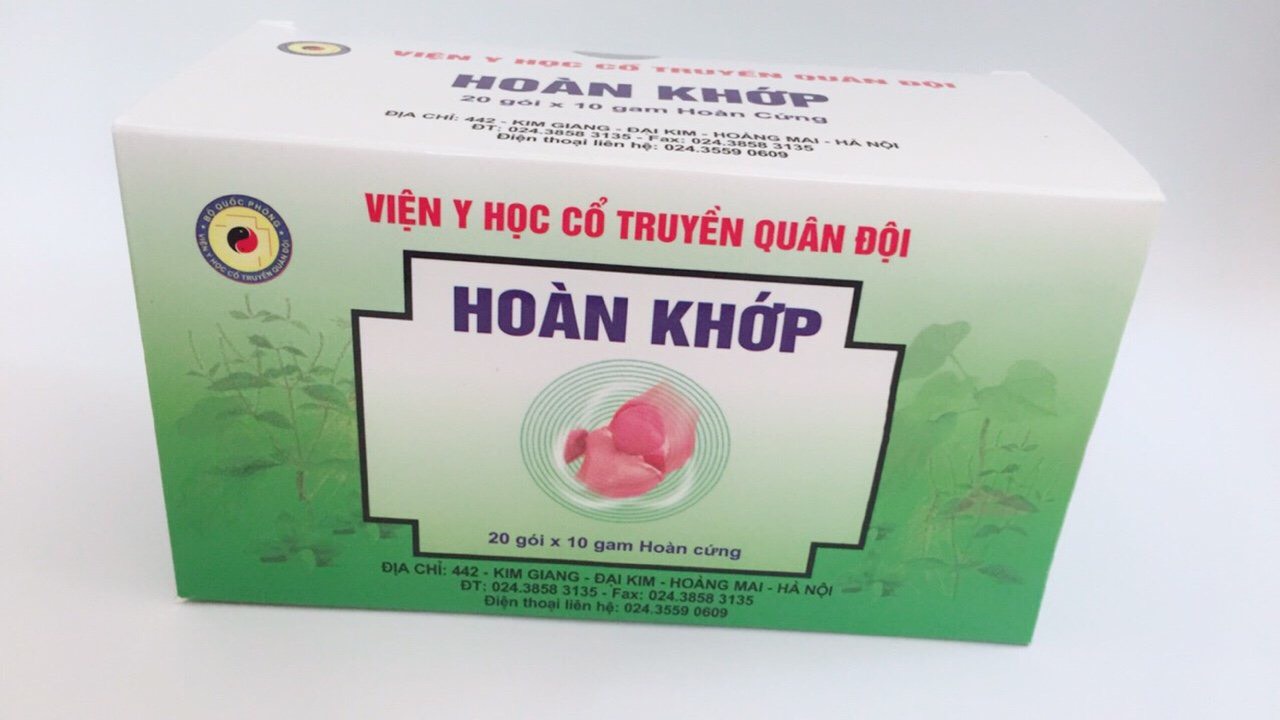 VIỆN Y HỌC CỔ TRUYỀN QUÂN ĐỘI
HOÀN KHỚP
20 gói x 10 gam Hoàn Cứng
ĐỊA CHỈ: 442 - KIM GIANG - ĐẠI KIM - HOÀNG MAI - HÀ NỘI
ĐT: 024.3858 3135 - Fax: 024.3858 3135
Điện thoại liên hệ: 024.3559 0609
BỘ QUỐC PHÒNG
VIỆN Y HỌC CỔ TRUYỀN QUÂN ĐỘI
VIỆN Y HỌC CỔ TRUYỀN QUÂN ĐỘI
HOÀN KHỚP
20 gói x 10 gam Hoàn cứng
ĐỊA CHỈ: 442 - KIM GIANG - ĐẠI KIM - HOÀNG MAI - HÀ NỘI
ĐT: 024.3858 3135 - Fax: 024.3858 3135
Điện thoại liên hệ: 024.3559 0609